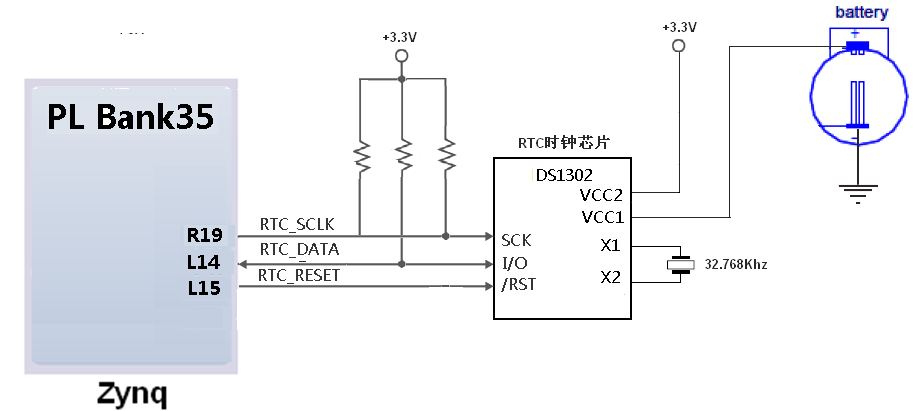 battery
+3.3V
+3.3V
PL Bank35
RTC时钟芯片
DS1302
VCC2
VCC1
RTC_SCLK
R19
SCK
X1
RTC_DATA
L14
I/O
32.768Khz
RTC_RESET
L15
/RST
X2
Zynq